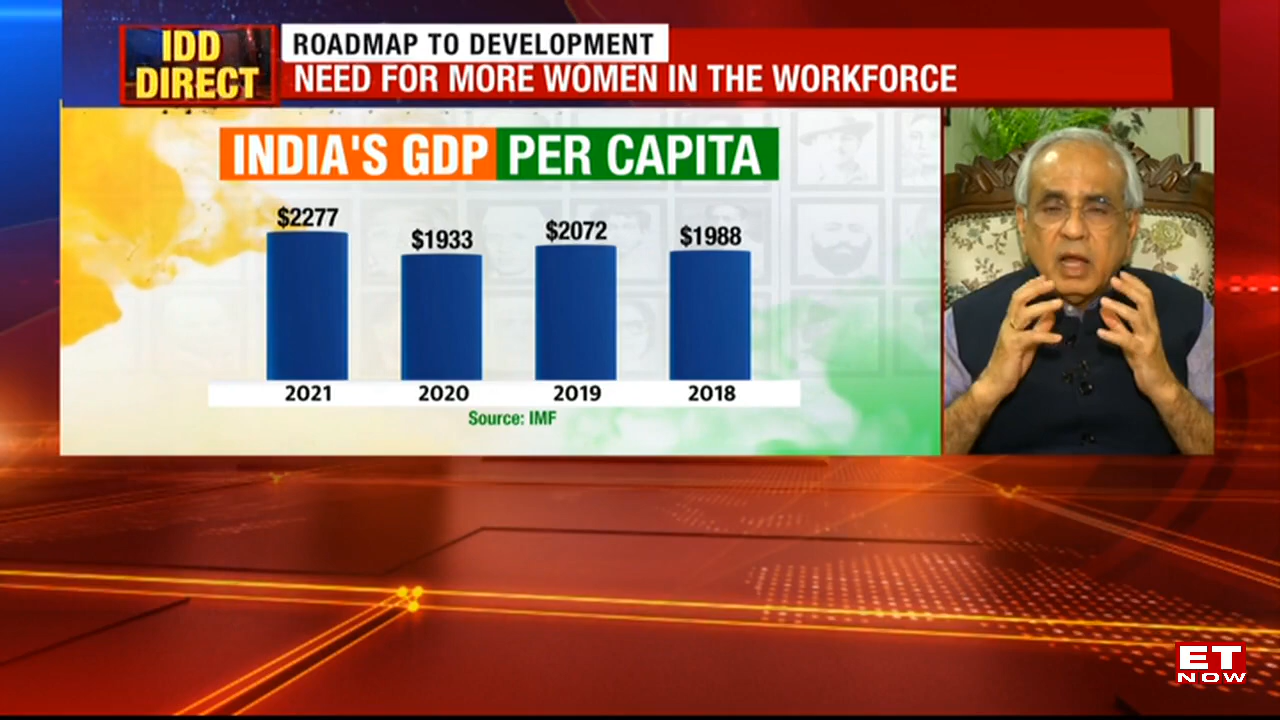 IDD
DIRECT
ROADMAP TO DEVELOPMENT
NEED FOR MORE WOMEN IN THE WORKFORCE
INDIA'S GDP PER CAPITA
$2277
$1933
$2072
$1988
2021
2020
2019
2018
Source: IMF
ET
NOW